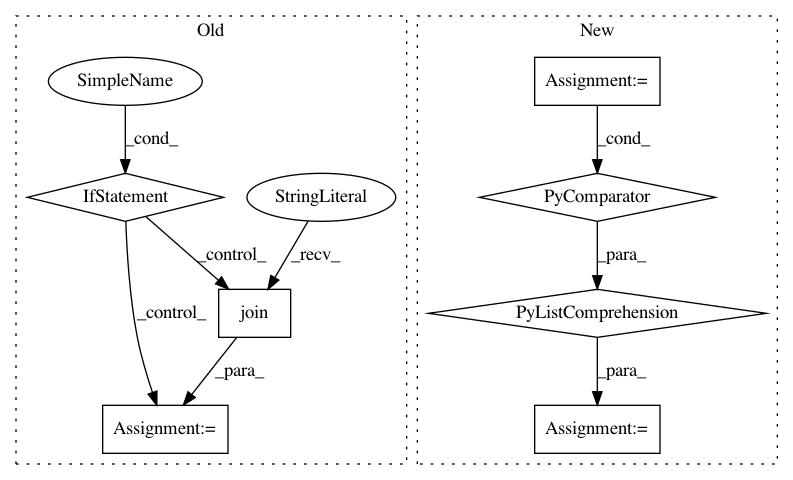 Old
New
SimpleName
Assignment:=
_cond_
_cond_
IfStatement
StringLiteral
PyComparator
_control_
_recv_
_para_
_control_
join
PyListComprehension
_para_
_para_
Assignment:=
Assignment:=